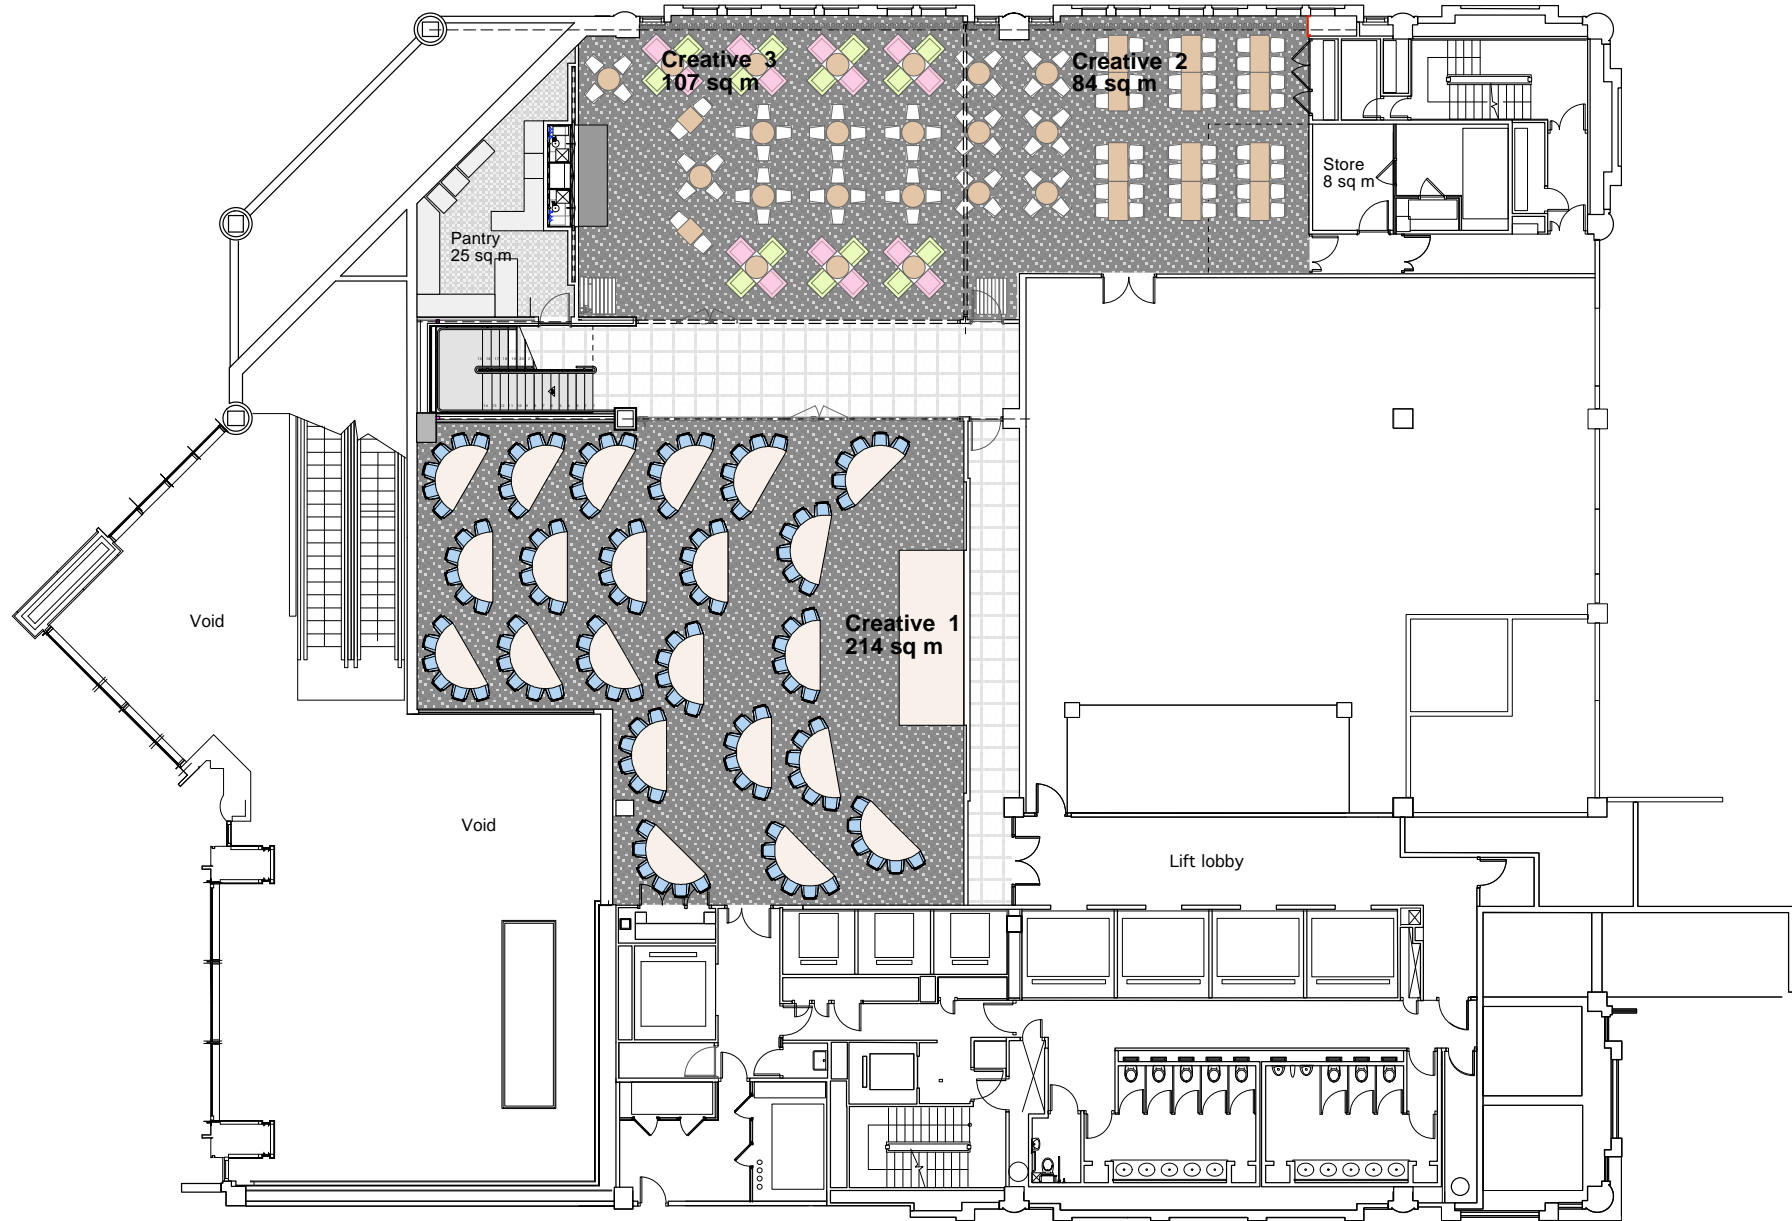 Creative 3
107 sq m
Creative 2
84 sq m
Store
8 sq m
Pantry
25 sq m
Void
Creative 1
214 sq m
Void
Lift lobby